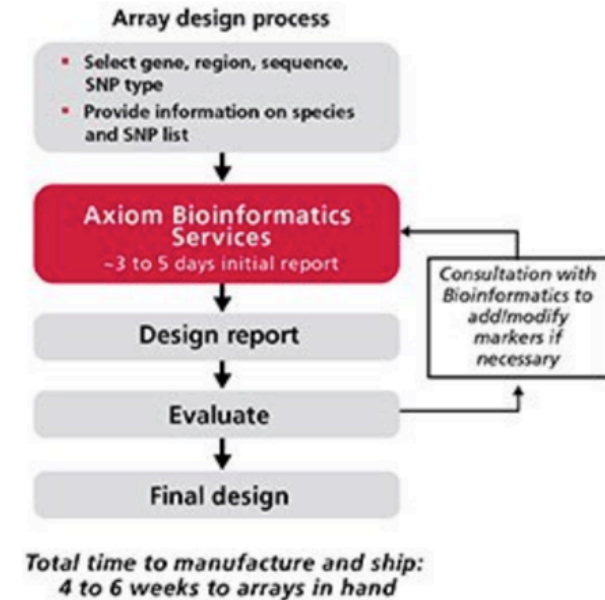 Array design process
▪ Select gene, region, sequence,
SNP type
▪ Provide information on species
and SNP list
Axiom Bioinformatics
Services
~3 to 5 days initial report
Consultation with
Bioinformatics to
add!modify
markers if
necessary
Design report
Evaluate
Final design
Total time to manufacture and ship:
4 to 6 weeks to arrays in hand